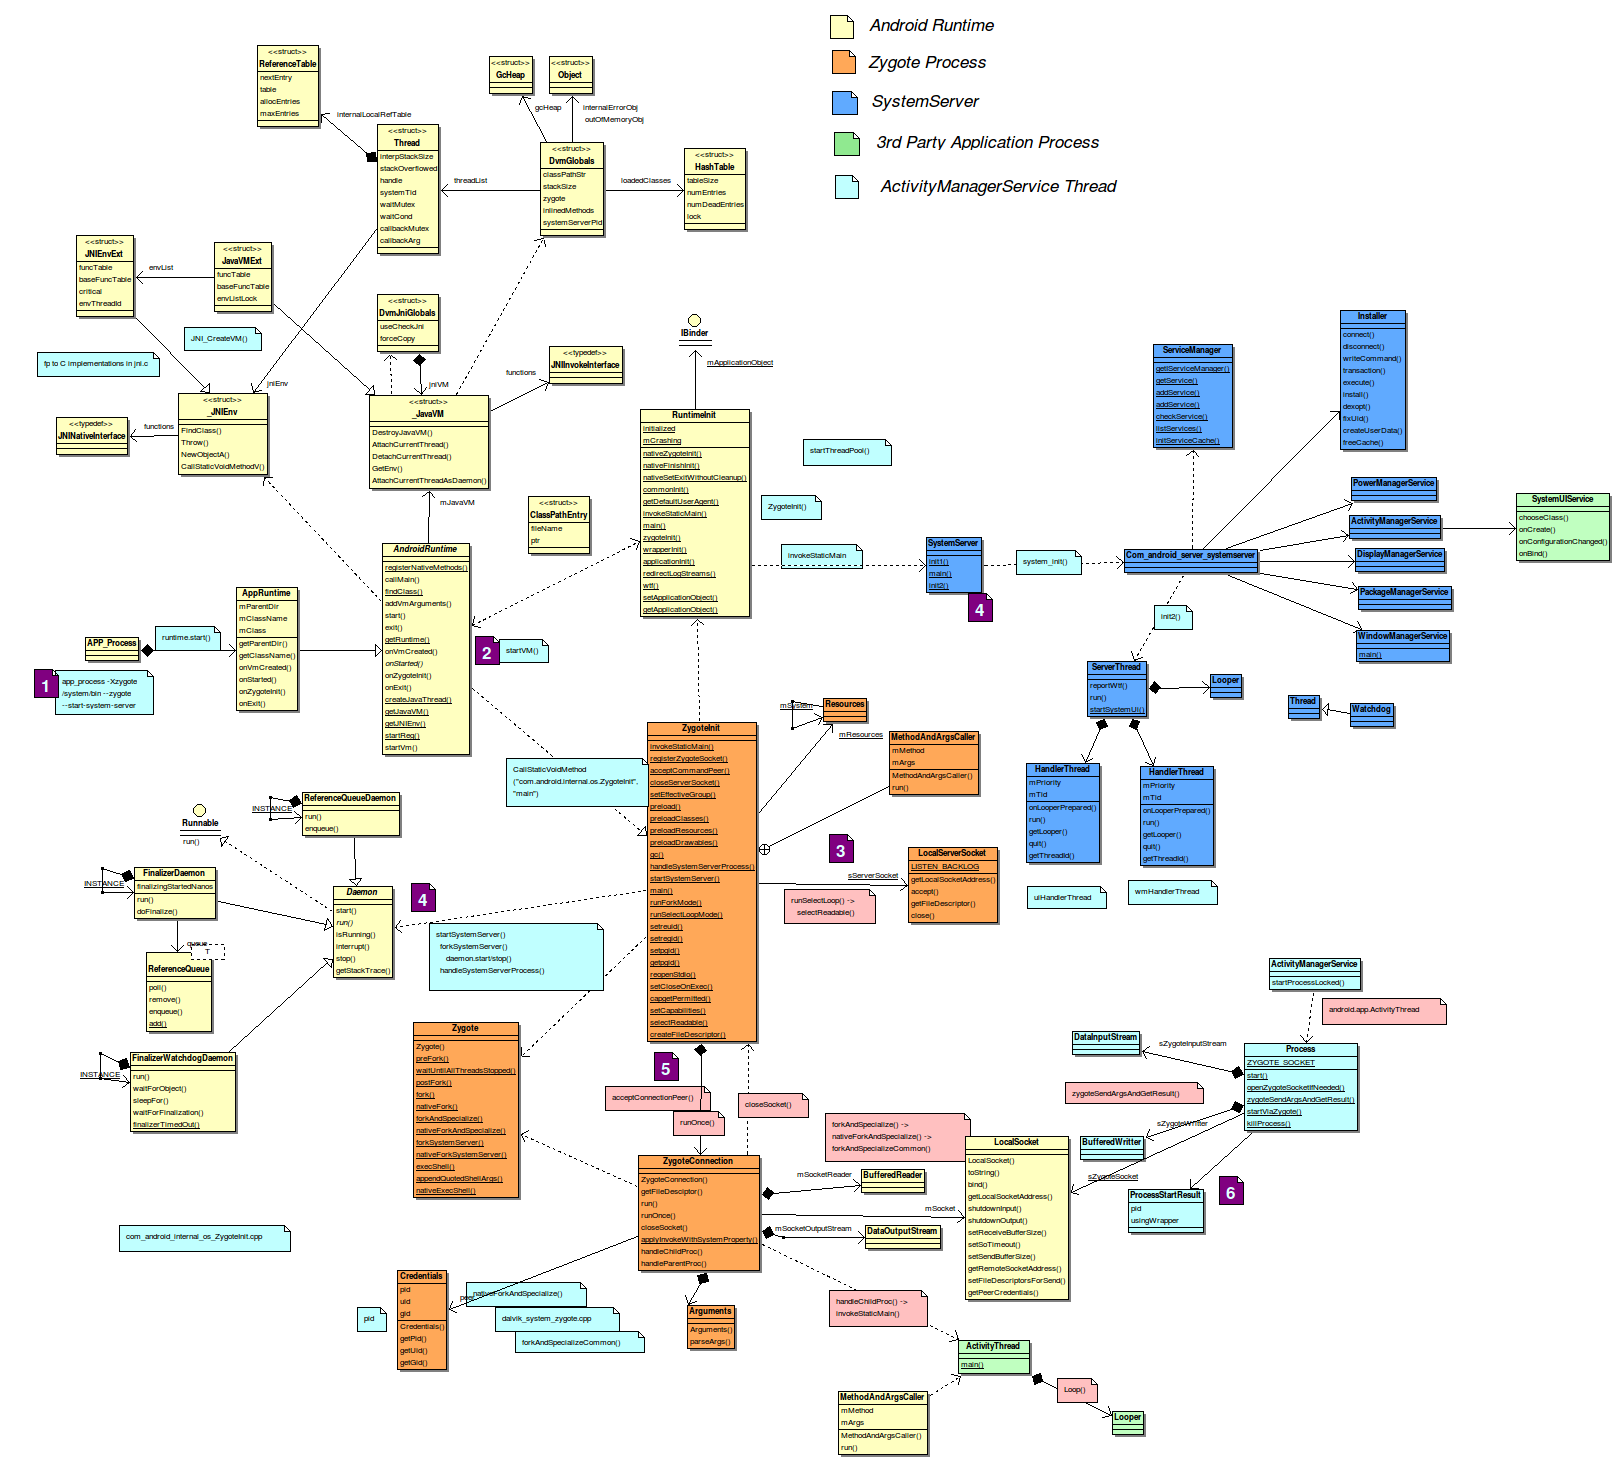 Android Runtime
Zygote Process
SystemServer
3rd Party Application Process
ActivityManagerService Thread
<<struct>>
ReferenceTable
nextEntry
table
allocEntries
maxEntries
internalLocalRefTable
<<struct>>
GcHeap
<<struct>>
Object
gcHeap
internalErrorObj
outOfMemoryObj
<<struct>>
Thread
interpStackSize
stackOverflowed
handle
systemTid
waitMutex
waitCond
callbackMutex
callbackArg
threadList
<<struct>>
DvmGlobals
classPathStr
stackSize
zygote
inlinedMethods
systemServerPid
loadedClasses
<<struct>>
HashTable
tableSize
numEntries
numDeadEntries
lock
<<struct>>
JNIEnvExt
funcTable
baseFuncTable
critical
envThreadId
envList
<<struct>>
JavaVMExt
funcTable
baseFuncTable
envListLock
JNI_CreateVM()
fp to C implementations in jni.c
<<struct>>
DvmJniGlobals
useCheckJni
forceCopy
jniVM
jniEnv
<<typedef>>
JNIInvokeInterface
functions
<<typedef>>
JNINativeInterface
functions
<<struct>>
_JNIEnv
FindClass()
Throw()
NewObjectA()
CallStaticVoidMethodV()
<<struct>>
_JavaVM
DestroyJavaVM()
AttachCurrentThread()
DetachCurrentThread()
GetEnv()
AttachCurrentThreadAsDaemon()
mJavaVM
<<struct>>
ClassPathEntry
fileName
ptr
IBinder
mApplicationObject
RuntimeInit
initialized
mCrashing
nativeZygoteInit()
nativeFinishInit()
nativeSetExitWithoutCleanup()
commonInit()
getDefaultUserAgent()
invokeStaticMain()
main()
zygoteInit()
wrapperInit()
applicationInit()
redirectLogStreams()
wtf()
setApplicationObject()
getApplicationObject()
startThreadPool()
ZygoteInit()
invokeStaticMain
SystemServer
init1()
main()
init2()
4
system_init()
Com_android_server_systemserver
ServiceManager
getIServiceManager()
getService()
addService()
addService()
checkService()
listServices()
initServiceCache()
Installer
connect()
disconnect()
writeCommand()
transaction()
execute()
install()
dexopt()
fixUid()
createUserData()
freeCache()
PowerManagerService
ActivityManagerService
DisplayManagerService
PackageManagerService
WindowManagerService
main()
SystemUIService
chooseClass()
onCreate()
onConfigurationChanged()
onBind()
init2()
ServerThread
reportWtf()
run()
startSystemUi()
Looper
Thread
Watchdog
HandlerThread
mPriority
mTid
onLooperPrepared()
run()
getLooper()
quit()
getThreadId()
uiHandlerThread
HandlerThread
mPriority
mTid
onLooperPrepared()
run()
getLooper()
quit()
getThreadId()
wmHandlerThread
AndroidRuntime
registerNativeMethods()
callMain()
findClass()
addVmArguments()
start()
exit()
getRuntime()
onVmCreated()
onStarted()
onZygoteInit()
onExit()
createJavaThread()
getJavaVM()
getJNIEnv()
startReg()
startVm()
2
startVM()
AppRuntime
mParentDir
mClassName
mClass
getParentDir()
getClassName()
onVmCreated()
onStarted()
onZygoteInit()
onExit()
APP_Process
runtime.start()
1
app_process -Xzygote
/system/bin --zygote
--start-system-server
CallStaticVoidMethod
("com.android.internal.os.ZygoteInit",
"main")
ZygoteInit
invokeStaticMain()
registerZygoteSocket()
acceptCommandPeer()
closeServerSocket()
setEffectiveGroup()
preload()
preloadClasses()
preloadResources()
preloadDrawables()
gc()
handleSystemServerProcess()
startSystemServer()
main()
runForkMode()
runSelectLoopMode()
setreuid()
setregid()
setpgid()
getpgid()
reopenStdio()
setCloseOnExec()
capgetPermitted()
setCapabilities()
selectReadable()
createFileDescriptor()
mSystem
Resources
mResources
MethodAndArgsCaller
mMethod
mArgs
MethodAndArgsCaller()
run()
3
sServerSocket
LocalServerSocket
LISTEN_BACKLOG
getLocalSocketAddress()
accept()
getFileDescriptor()
close()
runSelectLoop() ->
selectReadable()
Runnable
run()
INSTANCE
ReferenceQueueDaemon
run()
enqueue()
INSTANCE
FinalizerDaemon
finalizingStartedNanos
run()
doFinalize()
Daemon
start()
run()
isRunning()
interrupt()
stop()
getStackTrace()
4
startSystemServer()
forkSystemServer()
daemon.start/stop()
handleSystemServerProcess()
queue
T
ReferenceQueue
poll()
remove()
enqueue()
add()
INSTANCE
FinalizerWatchdogDaemon
run()
waitForObject()
sleepFor()
waitForFinalization()
finalizerTimedOut()
Zygote
Zygote()
preFork()
waitUntilAllThreadsStopped()
postFork()
fork()
nativeFork()
forkAndSpecialize()
nativeForkAndSpecialize()
forkSystemServer()
nativeForkSystemServer()
execShell()
appendQuotedShellArgs()
nativeExecShell()
5
acceptConnectionPeer()
runOnce()
closeSocket()
ZygoteConnection
ZygoteConnection()
getFileDesciptor()
run()
runOnce()
closeSocket()
applyInvokeWithSystemProperty()
handleChildProc()
handleParentProc()
forkAndSpecialize() ->
nativeForkAndSpecialize() ->
forkAndSpecializeCommon()
mSocketReader
BufferedReader
mSocket
mSocketOutputStream
DataOutputStream
LocalSocket
LocalSocket()
toString()
bind()
getLocalSocketAddress()
shutdownInput()
shutdownOutput()
setReceiveBufferSize()
setSoTimeout()
setSendBufferSize()
getRemoteSocketAddress()
setFileDescriptorsForSend()
getPeerCredentials()
ActivityManagerService
startProcessLocked()
android.app.ActivityThread
sZygoteInputStream
DataInputStream
zygoteSendArgsAndGetResult()
Process
ZYGOTE_SOCKET
start()
openZygoteSocketIfNeeded()
zygoteSendArgsAndGetResult()
startViaZygote()
killProcess()
sZygoteWritter
BufferedWritter
sZygoteSocket
ProcessStartResult
pid
usingWrapper
6
com_android_internal_os_ZygoteInit.cpp
Credentials
pid
uid
gid
Credentials()
getPid()
getUid()
getGid()
pid
peer
nativeForkAndSpecialize()
dalvik_system_zygote.cpp
forkAndSpecializeCommon()
Arguments
Arguments()
parseArgs()
handleChildProc() ->
invokeStaticMain()
ActivityThread
main()
Loop()
Looper
MethodAndArgsCaller
mMethod
mArgs
MethodAndArgsCaller()
run()